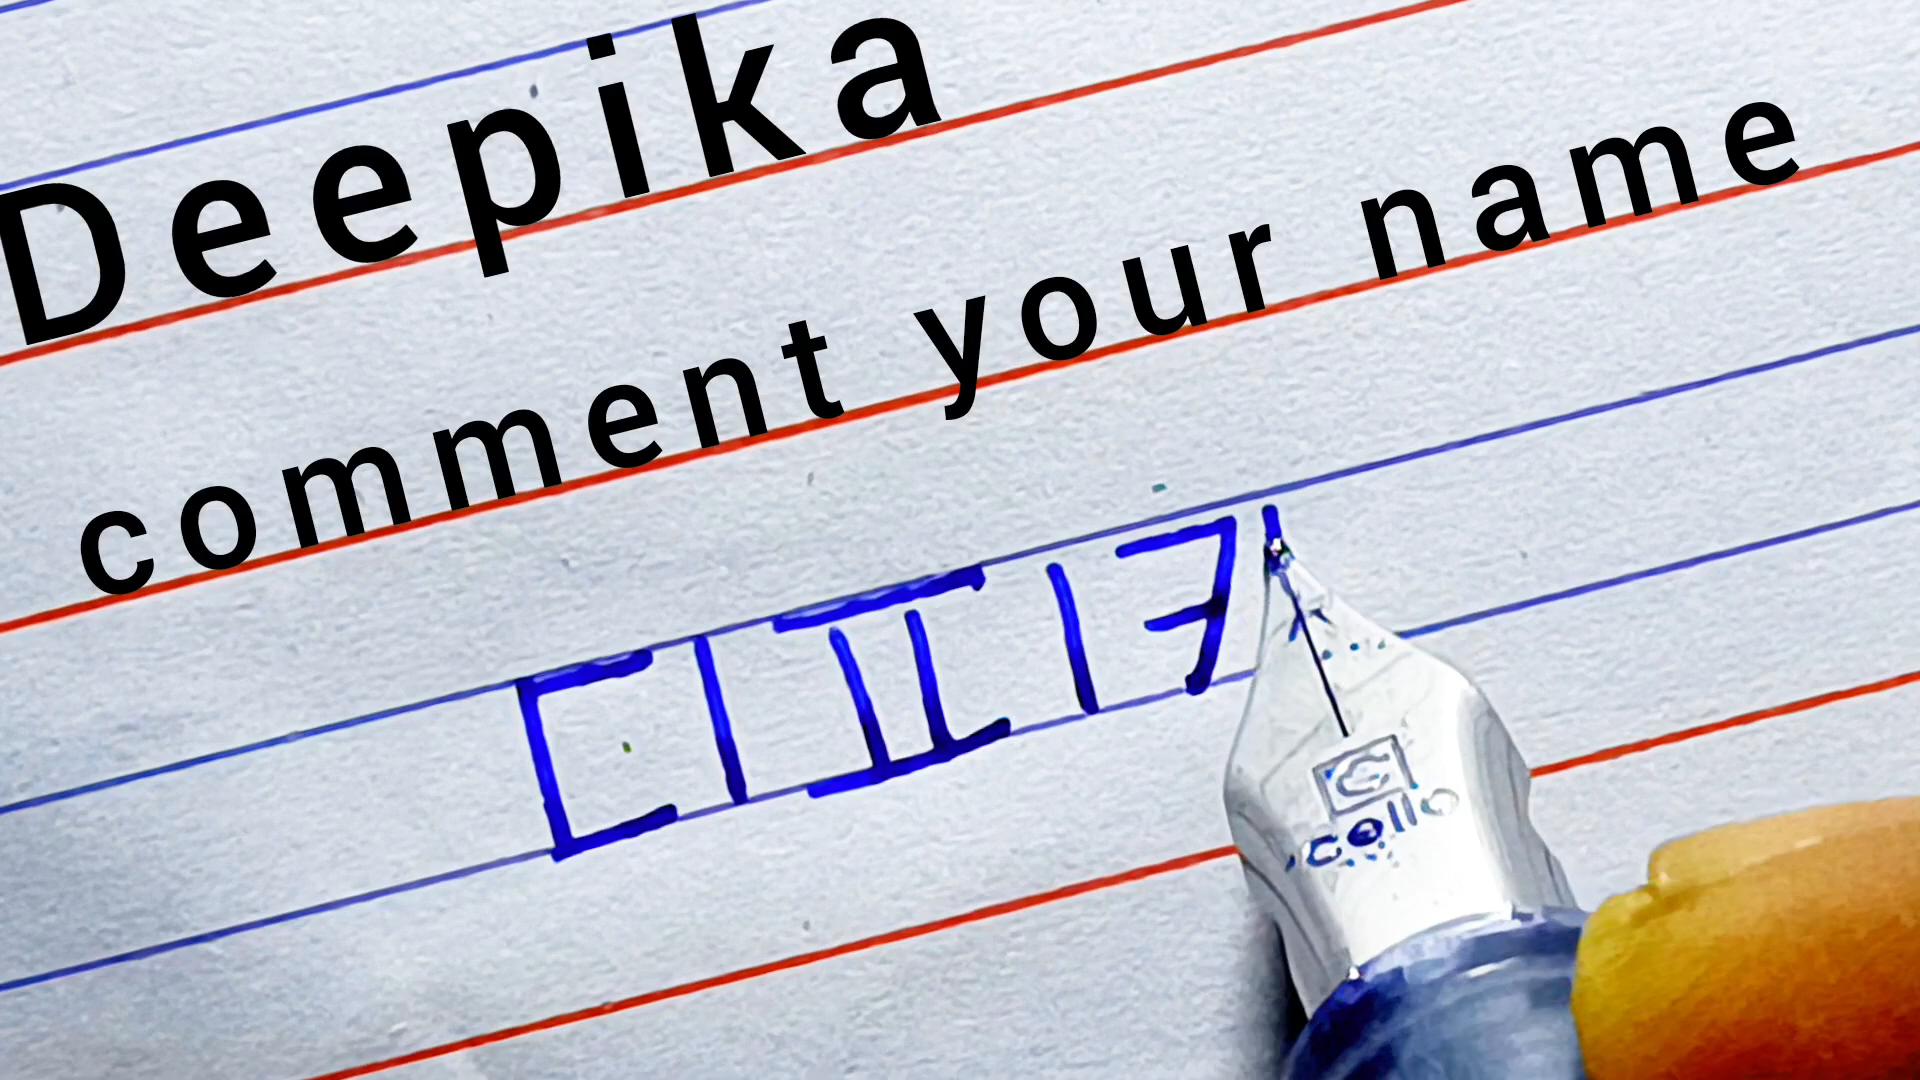 Deepika
comment your name
cello